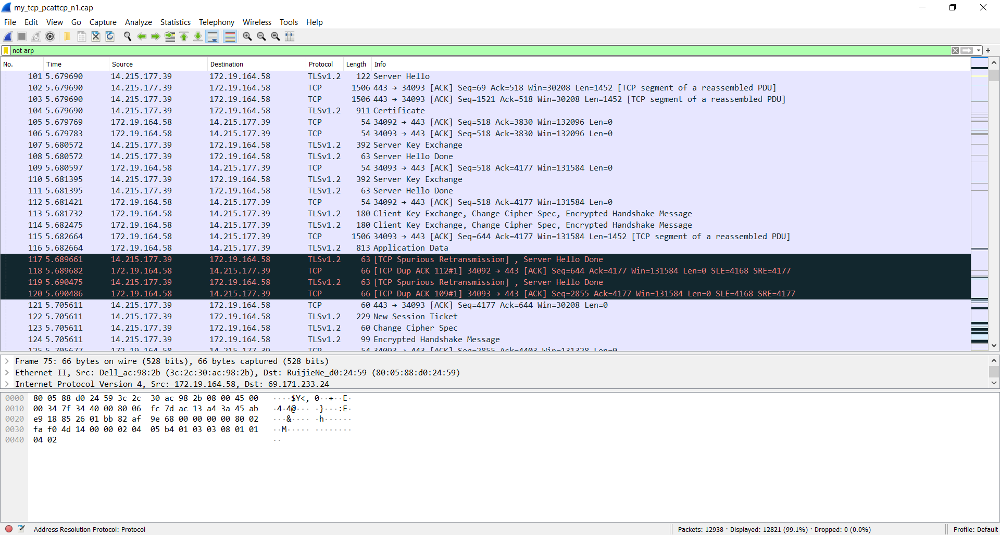 my_tcp_pcattcp_n1.cap
File Edit View Go Capture Analyze Statistics Telephony Wireless Tools Help
not arp
No. Time Source Destination Protocol Length Info
101 5.679690 14.215.177.39 172.19.164.58 TLSv1.2 122 Server Hello
102 5.679690 14.215.177.39 172.19.164.58 TCP 1506 443 → 34093 [ACK] Seq=69 Ack=518 Win=30208 Len=1452 [TCP segment of a reassembled PDU]
103 5.679690 14.215.177.39 172.19.164.58 TCP 1506 443 → 34093 [ACK] Seq=1521 Ack=518 Win=30208 Len=1452 [TCP segment of a reassembled PDU]
104 5.679690 14.215.177.39 172.19.164.58 TLSv1.2 911 Certificate
105 5.679769 172.19.164.58 14.215.177.39 TCP 54 34092 → 443 [ACK] Seq=518 Ack=3830 Win=132096 Len=0
106 5.679783 172.19.164.58 14.215.177.39 TCP 54 34093 → 443 [ACK] Seq=518 Ack=3830 Win=132096 Len=0
107 5.680572 14.215.177.39 172.19.164.58 TLSv1.2 392 Server Key Exchange
108 5.680572 14.215.177.39 172.19.164.58 TLSv1.2 63 Server Hello Done
109 5.680597 172.19.164.58 14.215.177.39 TCP 54 34093 → 443 [ACK] Seq=518 Ack=4177 Win=131584 Len=0
110 5.681395 14.215.177.39 172.19.164.58 TLSv1.2 392 Server Key Exchange
111 5.681395 14.215.177.39 172.19.164.58 TLSv1.2 63 Server Hello Done
112 5.681421 172.19.164.58 14.215.177.39 TCP 54 34092 → 443 [ACK] Seq=518 Ack=4177 Win=131584 Len=0
113 5.681732 172.19.164.58 14.215.177.39 TLSv1.2 180 Client Key Exchange, Change Cipher Spec, Encrypted Handshake Message
114 5.682475 172.19.164.58 14.215.177.39 TLSv1.2 180 Client Key Exchange, Change Cipher Spec, Encrypted Handshake Message
115 5.682664 172.19.164.58 14.215.177.39 TCP 1506 34093 → 443 [ACK] Seq=644 Ack=4177 Win=131584 Len=1452 [TCP segment of a reassembled PDU]
116 5.682664 172.19.164.58 14.215.177.39 TLSv1.2 813 Application Data
117 5.689661 14.215.177.39 172.19.164.58 TLSv1.2 63 [TCP Spurious Retransmission] , Server Hello Done
118 5.689682 172.19.164.58 14.215.177.39 TCP 66 [TCP Dup ACK 112#1] 34092 → 443 [ACK] Seq=644 Ack=4177 Win=131584 Len=0 SLE=4168 SRE=4177
119 5.690475 14.215.177.39 172.19.164.58 TLSv1.2 63 [TCP Spurious Retransmission] , Server Hello Done
120 5.690486 172.19.164.58 14.215.177.39 TCP 66 [TCP Dup ACK 109#1] 34093 → 443 [ACK] Seq=2855 Ack=4177 Win=131584 Len=0 SLE=4168 SRE=4177
121 5.705611 14.215.177.39 172.19.164.58 TCP 60 443 → 34093 [ACK] Seq=4177 Ack=644 Win=30208 Len=0
122 5.705611 14.215.177.39 172.19.164.58 TLSv1.2 229 New Session Ticket
123 5.705611 14.215.177.39 172.19.164.58 TLSv1.2 60 Change Cipher Spec
124 5.705611 14.215.177.39 172.19.164.58 TLSv1.2 99 Encrypted Handshake Message
125 5.705677 172.19.164.58 14.215.177.39 TCP 54 34093 → 443 [ACK] Seq=2855 Ack=4403 Win=131328 Len=0
Frame 75: 66 bytes on wire (528 bits), 66 bytes captured (528 bits)
Ethernet II, Src: Dell_ac:98:2b (3c:2c:30:ac:98:2b), Dst: RuijieNe_d0:24:59 (80:05:88:d0:24:59)
Internet Protocol Version 4, Src: 172.19.164.58, Dst: 69.171.233.24
0000 80 05 88 d0 24 59 3c 2c 30 ac 98 2b 08 00 45 00 ····$Y<, 0··+··E·
0010 00 34 7f 34 40 00 80 06 fc 7d ac 13 a4 3a 45 ab ·4·4@··· ·}···:E·
0020 e9 18 85 26 01 bb 82 af 9e 68 00 00 00 00 80 02 ···&···· ·h······
0030 fa f0 4d 14 00 00 02 04 05 b4 01 03 03 08 01 01 ··M····· ········
0040 04 02 ··
Address Resolution Protocol: Protocol
Packets: 12938 · Displayed: 12821 (99.1%) · Dropped: 0 (0.0%)
Profile: Default